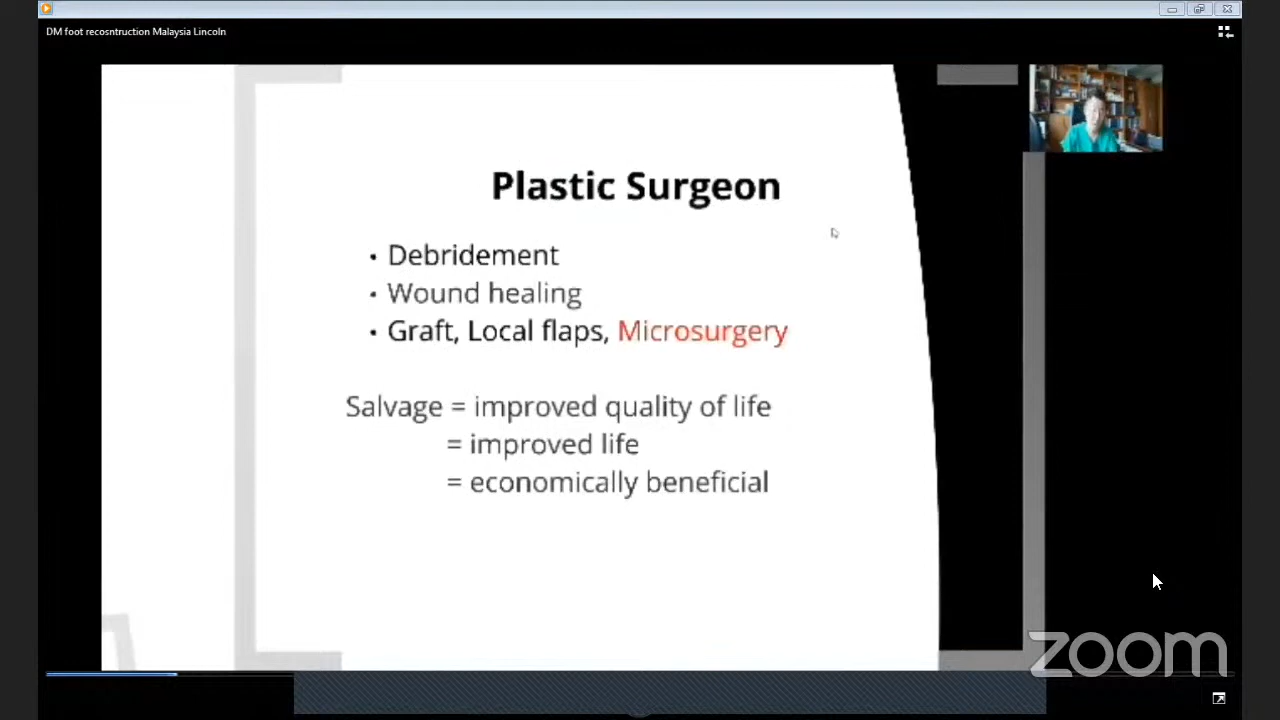 DM foot recosntruction Malaysia Lincoln
Plastic Surgeon
• Debridement
• Wound healing
• Graft, Local flaps, Microsurgery
Salvage = improved quality of life
= improved life
= economically beneficial
zoom